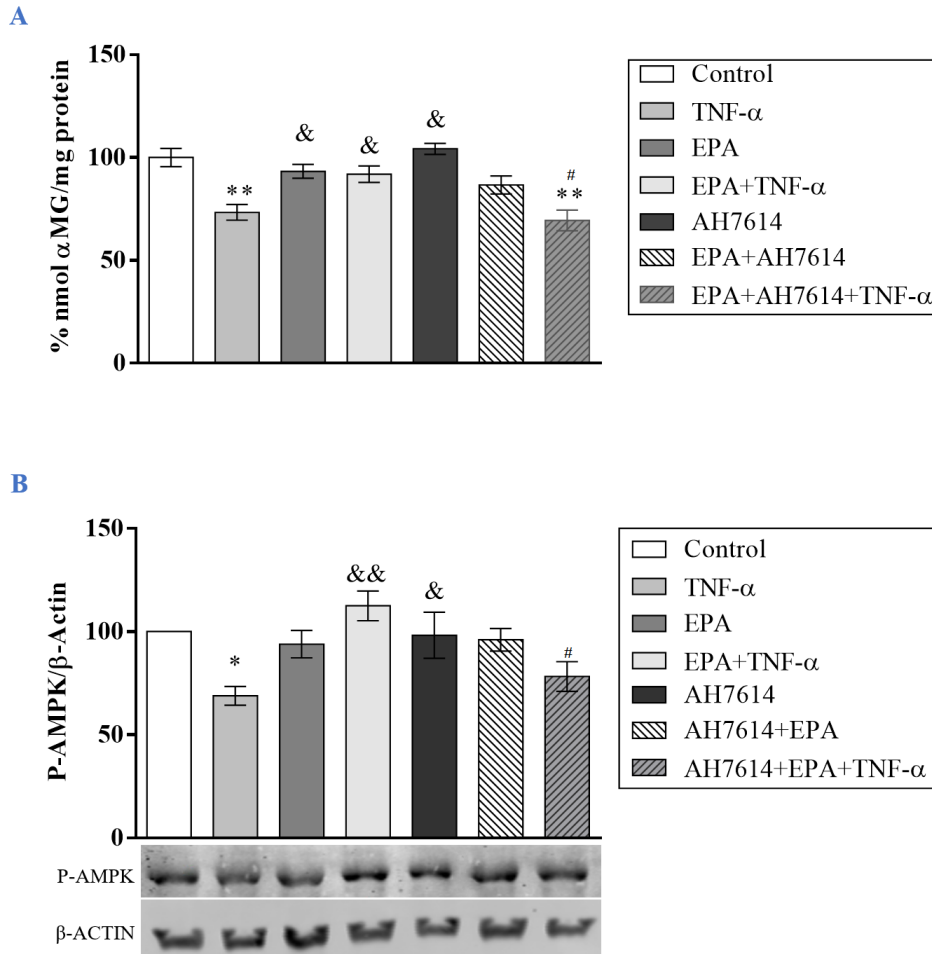 A
% nmol αMG/mg protein
150
100
50
0
**
&
&
&
#
**
Control
TNF-α
EPA
EPA+TNF-α
AH7614
EPA+AH7614
EPA+AH7614+TNF-α
B
P-AMPK/β-Actin
150
100
50
0
*
&&
&
#
Control
TNF-α
EPA
EPA+TNF-α
AH7614
AH7614+EPA
AH7614+EPA+TNF-α
P-AMPK
β-ACTIN